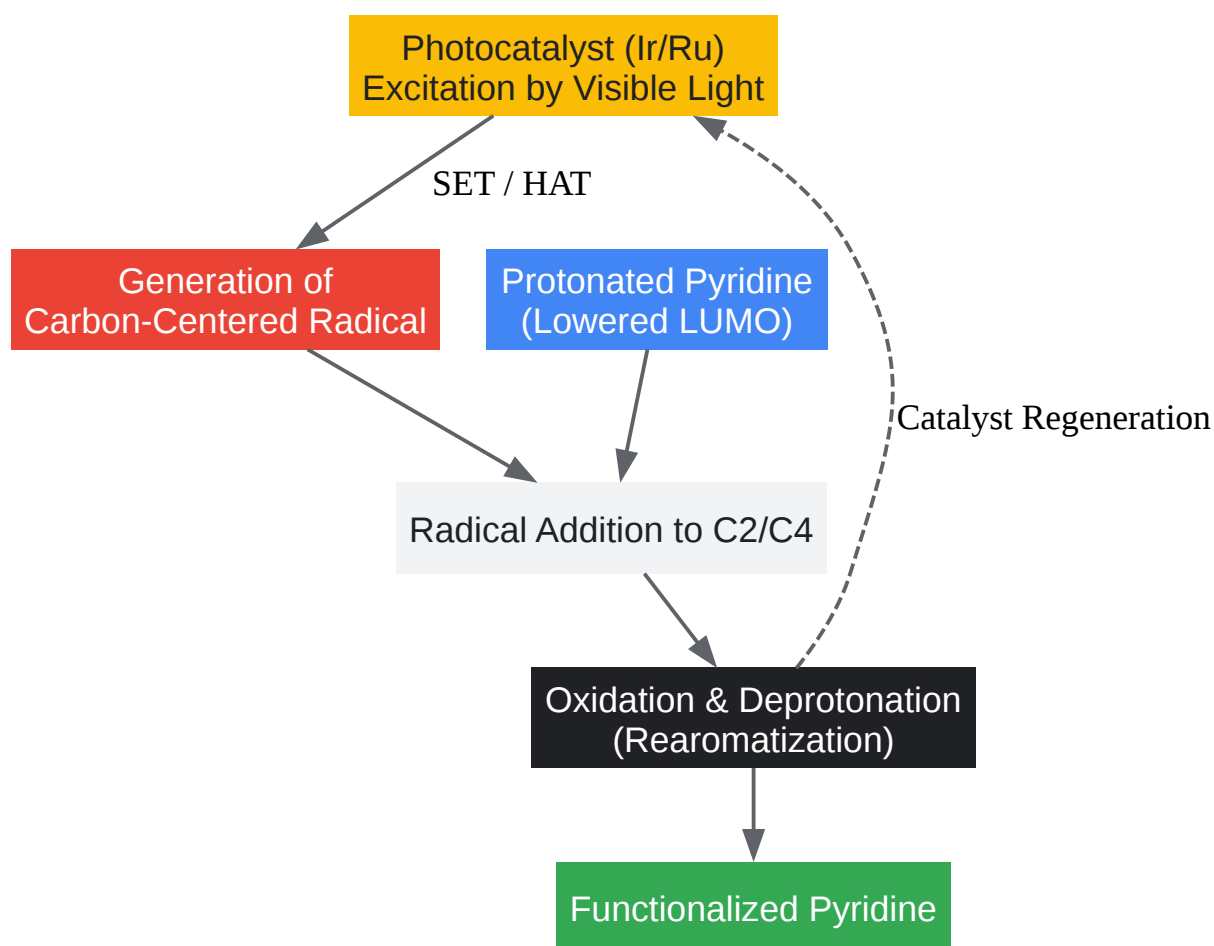 Photocatalyst (Ir/Ru)
Excitation by Visible Light
SET / HAT
Generation of
Carbon-Centered Radical
Protonated Pyridine
(Lowered LUMO)
Catalyst Regeneration
Radical Addition to C2/C4
Oxidation & Deprotonation
(Rearomatization)
Functionalized Pyridine